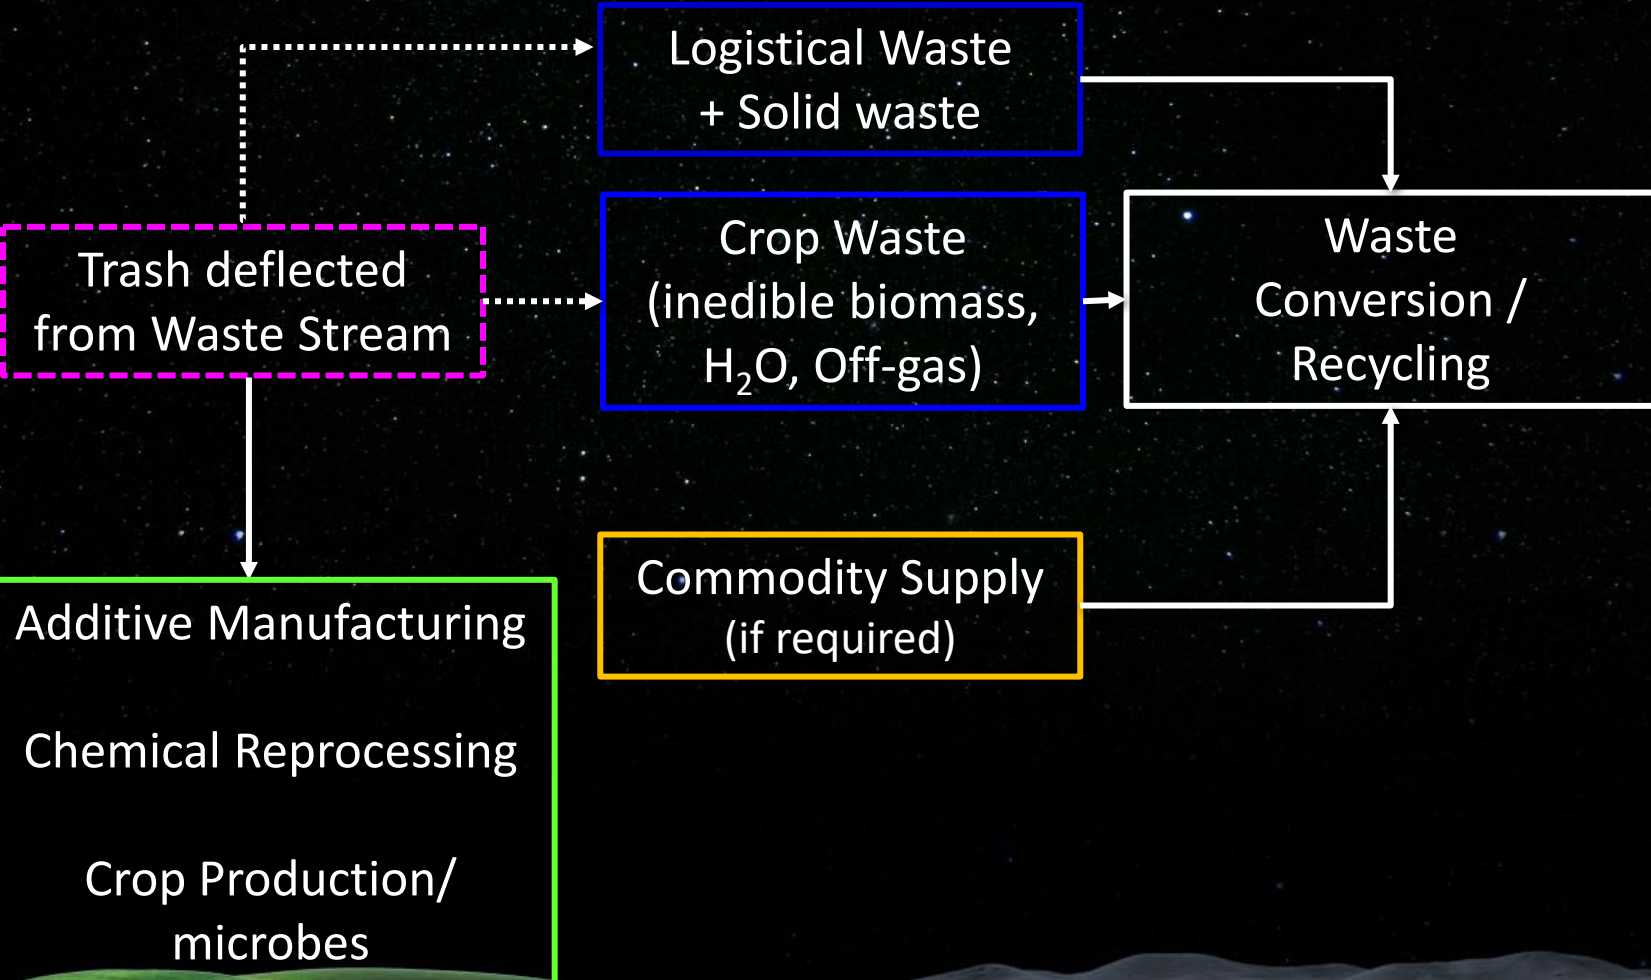 Logistical Waste
+ Solid waste
Trash deflected
from Waste Stream
Crop Waste
(inedible biomass,
H₂O, Off-gas)
Waste
Conversion /
Recycling
Commodity Supply
(if required)
Additive Manufacturing
Chemical Reprocessing
Crop Production/
microbes